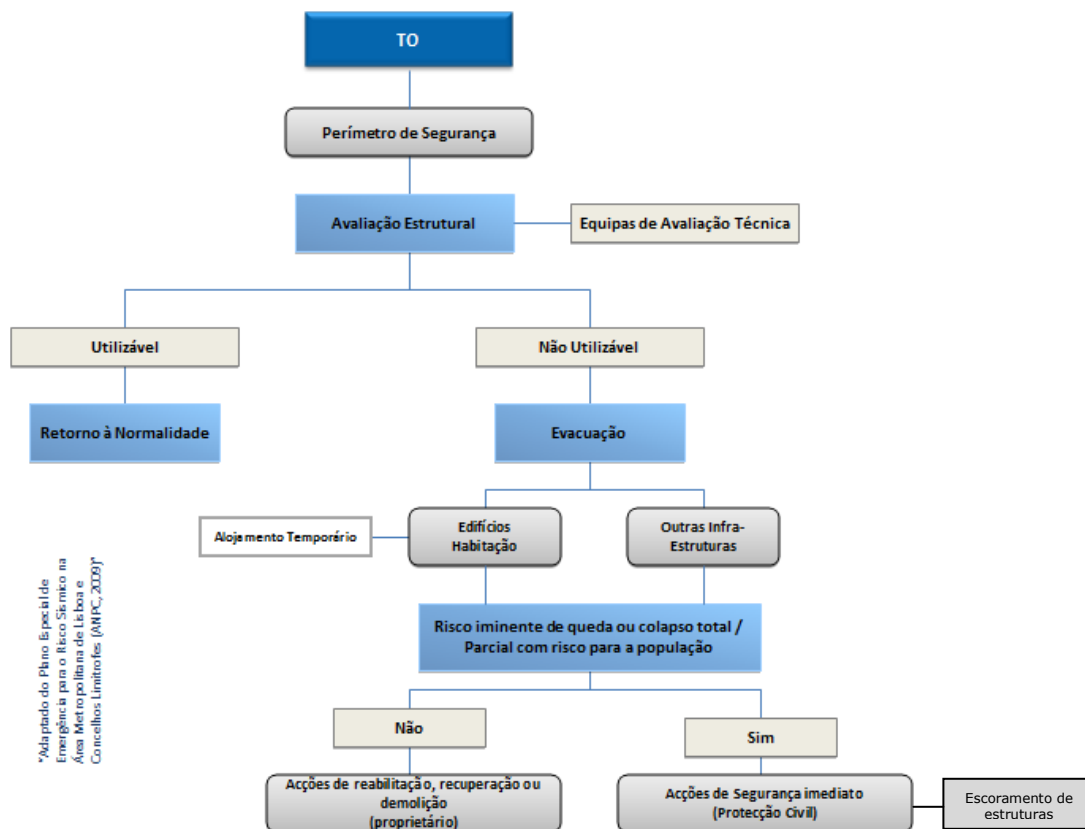 TO
Perímetro de Segurança
Avaliação Estrutural
Equipas de Avaliação Técnica
Utilizável
Não Utilizável
Retorno à Normalidade
Evacuação
Alojamento Temporário
Edifícios
Habitação
Outras Infra-
Estruturas
Risco iminente de queda ou colapso total /
Parcial com risco para a população
Não
Sim
Acções de reabilitação, recuperação ou
demolição
(proprietário)
Acções de Segurança imediato
(Protecção Civil)
Escoramento de
estruturas
"Adaptado do Plano Especial de
Emergência para o Risco Sísmico na
Área Metropolitana de Lisboa e
Concelhos Limítrofes (ANPC, 2009)"